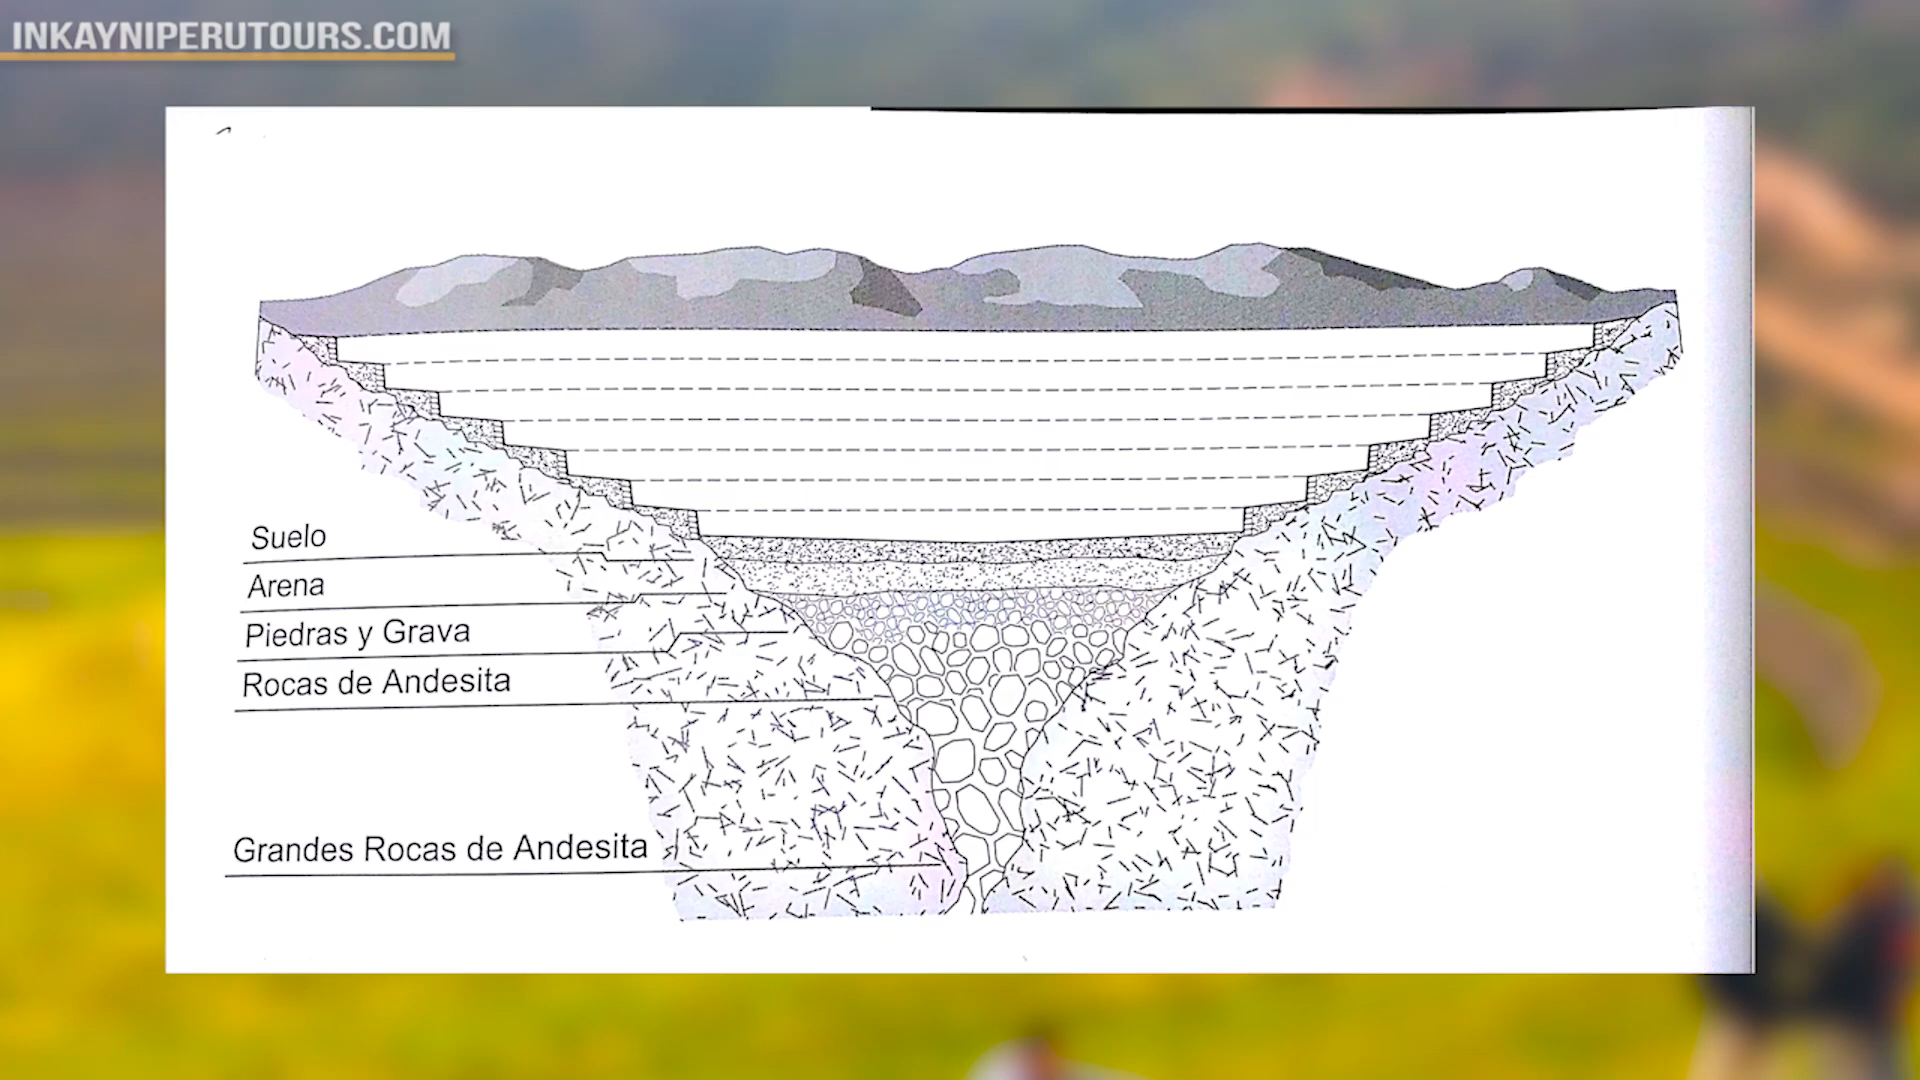 INKAYNIPERUTOURS.COM
Suelo
Arena
Piedras y Grava
Rocas de Andesita
Grandes Rocas de Andesita